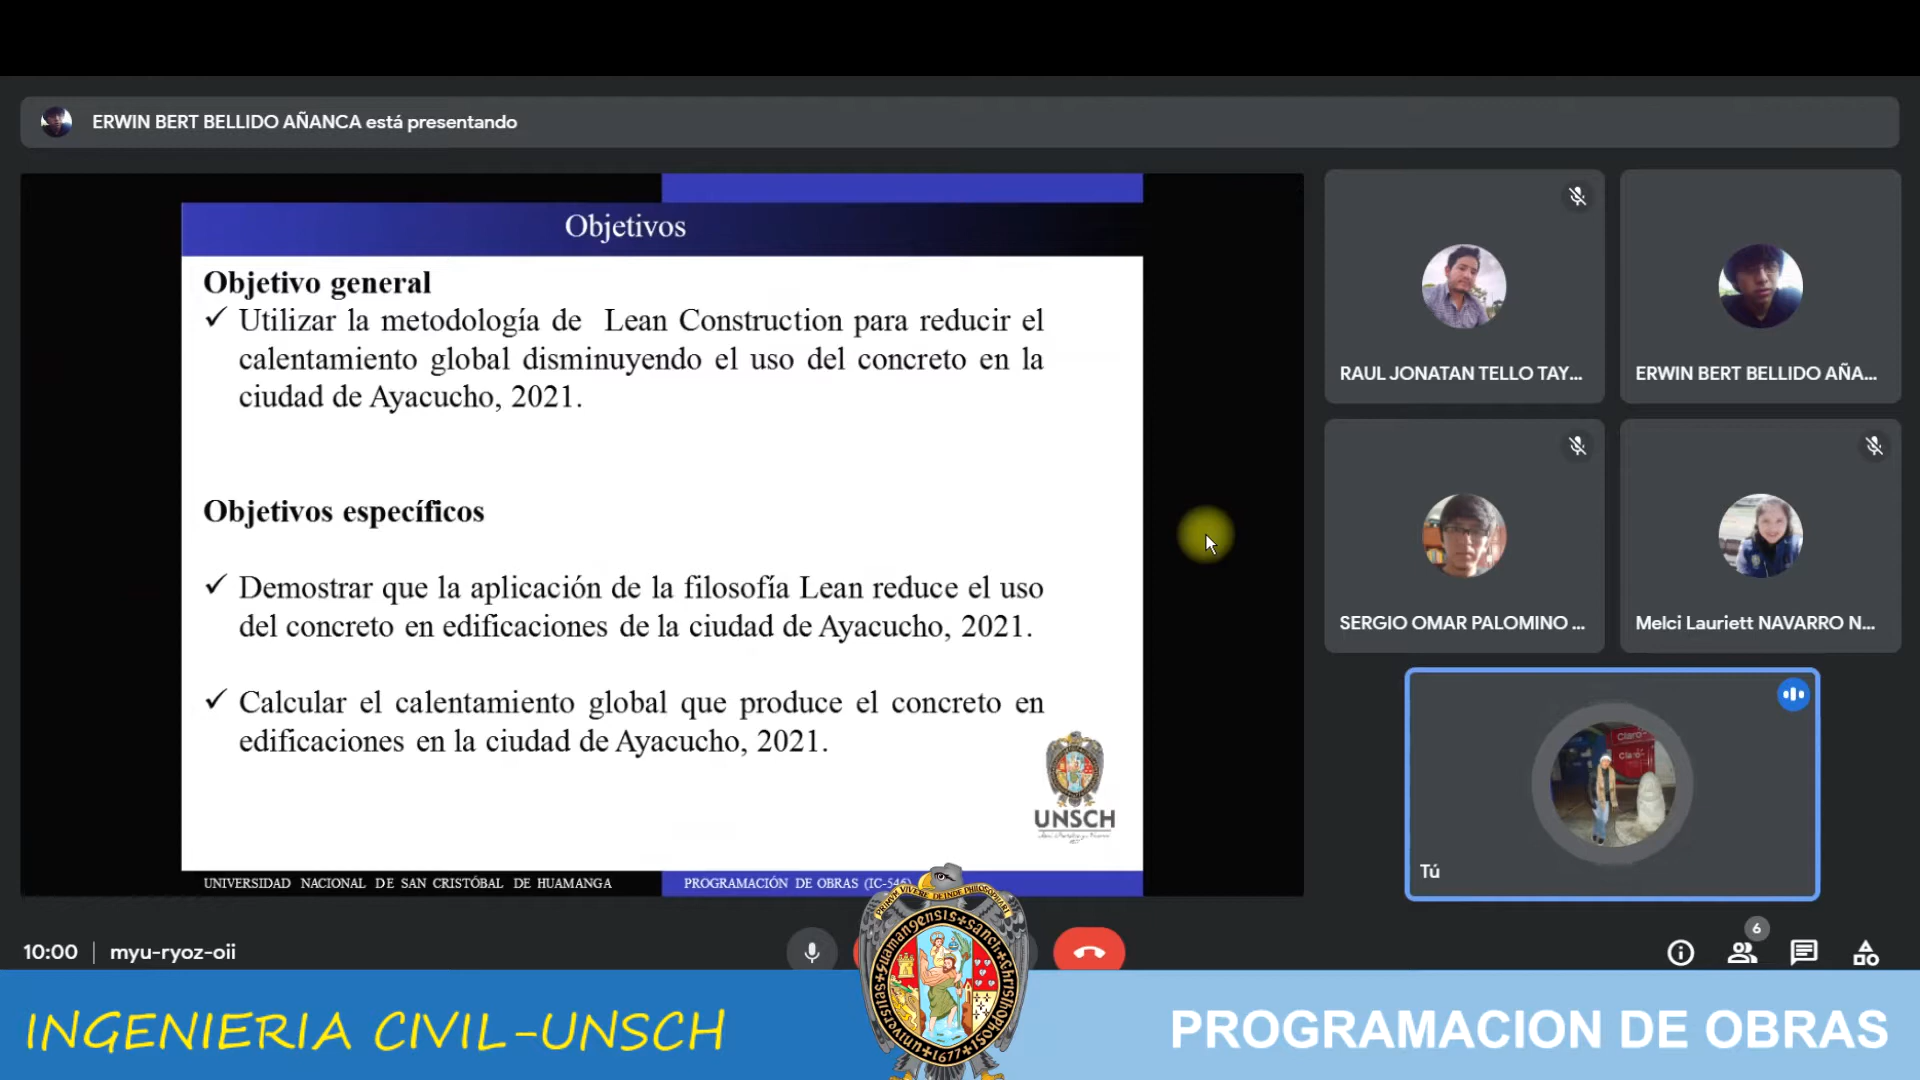 ERWIN BERT BELLIDO AÑANCA está presentando
Objetivos
Objetivo general
✓ Utilizar la metodología de Lean Construction para reducir el
calentamiento global disminuyendo el uso del concreto en la
ciudad de Ayacucho, 2021.
Objetivos específicos
✓ Demostrar que la aplicación de la filosofía Lean reduce el uso
del concreto en edificaciones de la ciudad de Ayacucho, 2021.
✓ Calcular el calentamiento global que produce el concreto en
edificaciones en la ciudad de Ayacucho, 2021.
UNSCH
UNIVERSIDAD NACIONAL DE SAN CRISTÓBAL DE HUAMANGA
PROGRAMACIÓN DE OBRAS (IC-546)
RAUL JONATAN TELLO TAY...
ERWIN BERT BELLIDO AÑA...
SERGIO OMAR PALOMINO ...
Melci Lauriett NAVARRO N...
Claro
Claro
Tú
10:00
myu-ryoz-oii
6
INGENIERIA CIVIL-UNSCH
1677
PROGRAMACION DE OBRAS